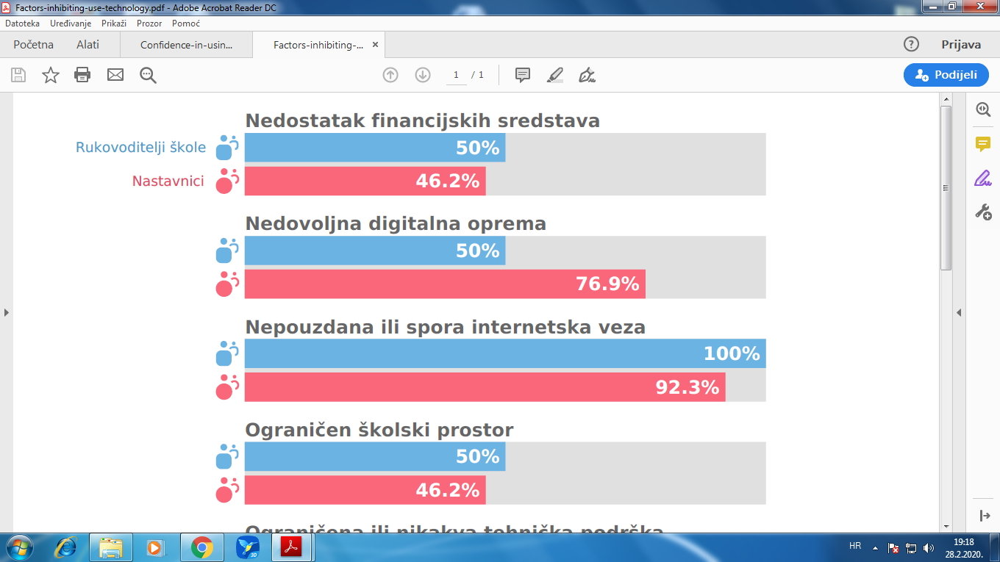 Factors-inhibiting-use-technology.pdf - Adobe Acrobat Reader DC
Datoteka Uređivanje Prikaži Prozor Pomoć
Početna Alati Confidence-in-usin... Factors-inhibiting-... × ? Prijava
1 / 1 Podijeli
Nedostatak financijskih sredstava
Rukovoditelji škole 50%
Nastavnici 46.2%
Nedovoljna digitalna oprema
50%
76.9%
Nepouzdana ili spora internetska veza
100%
92.3%
Ograničen školski prostor
50%
46.2%
Ograničena ili nikakva tehnička podrška
3D
HR 19:18
28.2.2020.